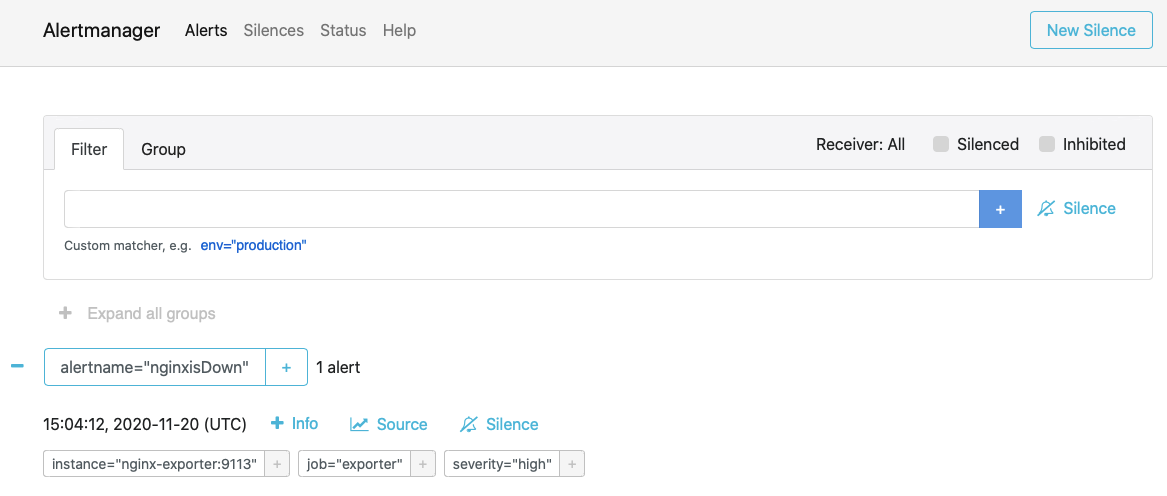 Alertmanager Alerts Silences Status Help New Silence
Filter Group Receiver: All Silenced Inhibited
+ Silence
Custom matcher, e.g. env="production"
+ Expand all groups
− alertname="nginxisDown" + 1 alert
15:04:12, 2020-11-20 (UTC) + Info Source Silence
instance="nginx-exporter:9113" + job="exporter" + severity="high" +